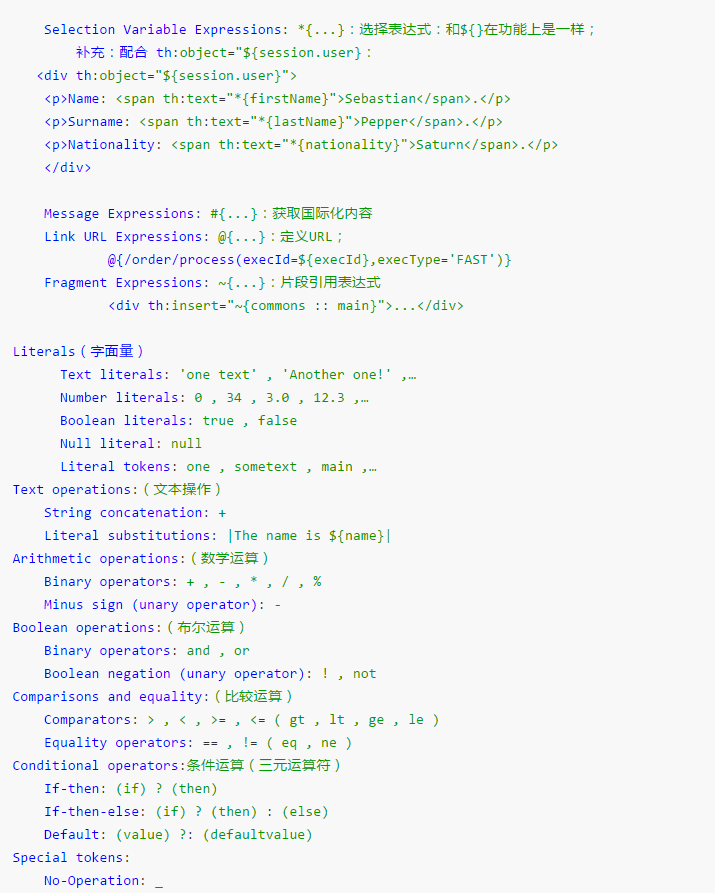 Selection Variable Expressions: *{...}：选择表达式：和${}在功能上是一样；
补充：配合 th:object="${session.user}：
<div th:object="${session.user}">
<p>Name: <span th:text="*{firstName}">Sebastian</span>.</p>
<p>Surname: <span th:text="*{lastName}">Pepper</span>.</p>
<p>Nationality: <span th:text="*{nationality}">Saturn</span>.</p>
</div>
Message Expressions: #{...}：获取国际化内容
Link URL Expressions: @{...}：定义URL；
@{/order/process(execId=${execId},execType='FAST')}
Fragment Expressions: ~{...}：片段引用表达式
<div th:insert="~{commons :: main}">...</div>
Literals（字面量）
Text literals: 'one text' , 'Another one!' ,…
Number literals: 0 , 34 , 3.0 , 12.3 ,…
Boolean literals: true , false
Null literal: null
Literal tokens: one , sometext , main ,…
Text operations:（文本操作）
String concatenation: +
Literal substitutions: |The name is ${name}|
Arithmetic operations:（数学运算）
Binary operators: + , - , * , / , %
Minus sign (unary operator): -
Boolean operations:（布尔运算）
Binary operators: and , or
Boolean negation (unary operator): ! , not
Comparisons and equality:（比较运算）
Comparators: > , < , >= , <= ( gt , lt , ge , le )
Equality operators: == , != ( eq , ne )
Conditional operators:条件运算（三元运算符）
If-then: (if) ? (then)
If-then-else: (if) ? (then) : (else)
Default: (value) ?: (defaultvalue)
Special tokens:
No-Operation: _